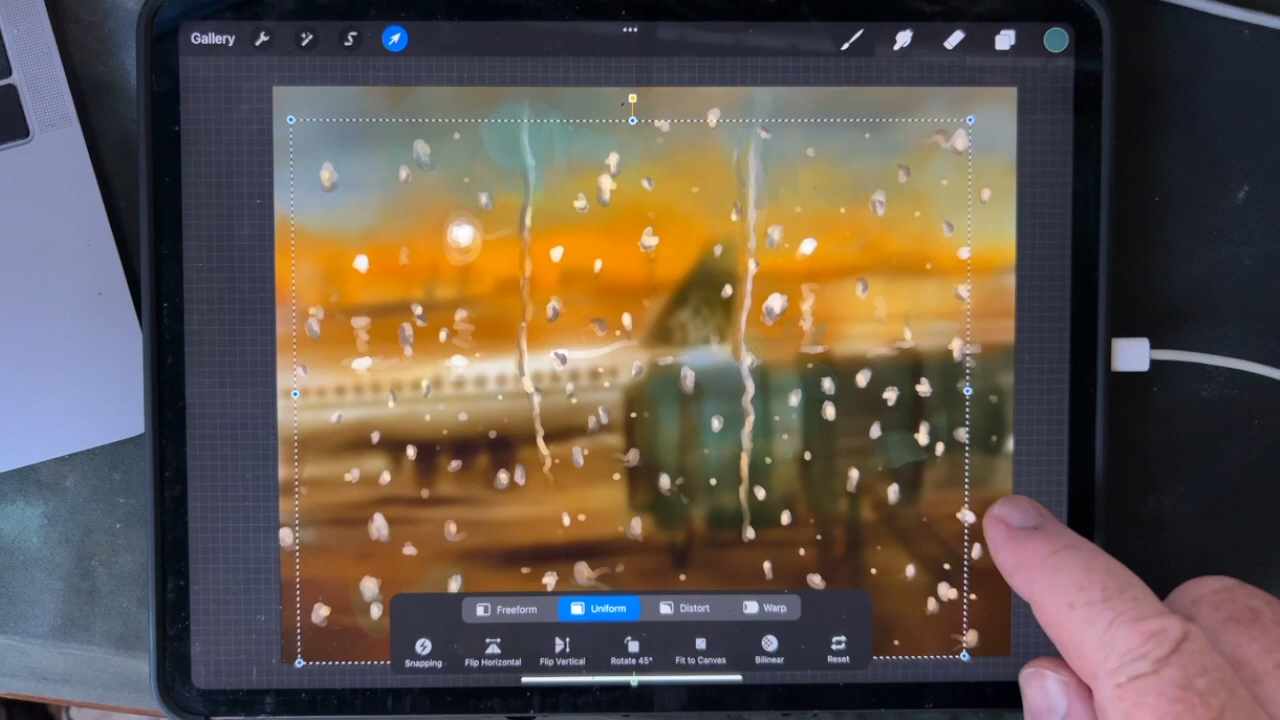 Gallery
Freeform Uniform Distort Warp
Snapping Flip Horizontal Flip Vertical Rotate 45° Fit to Canvas Bilinear Reset